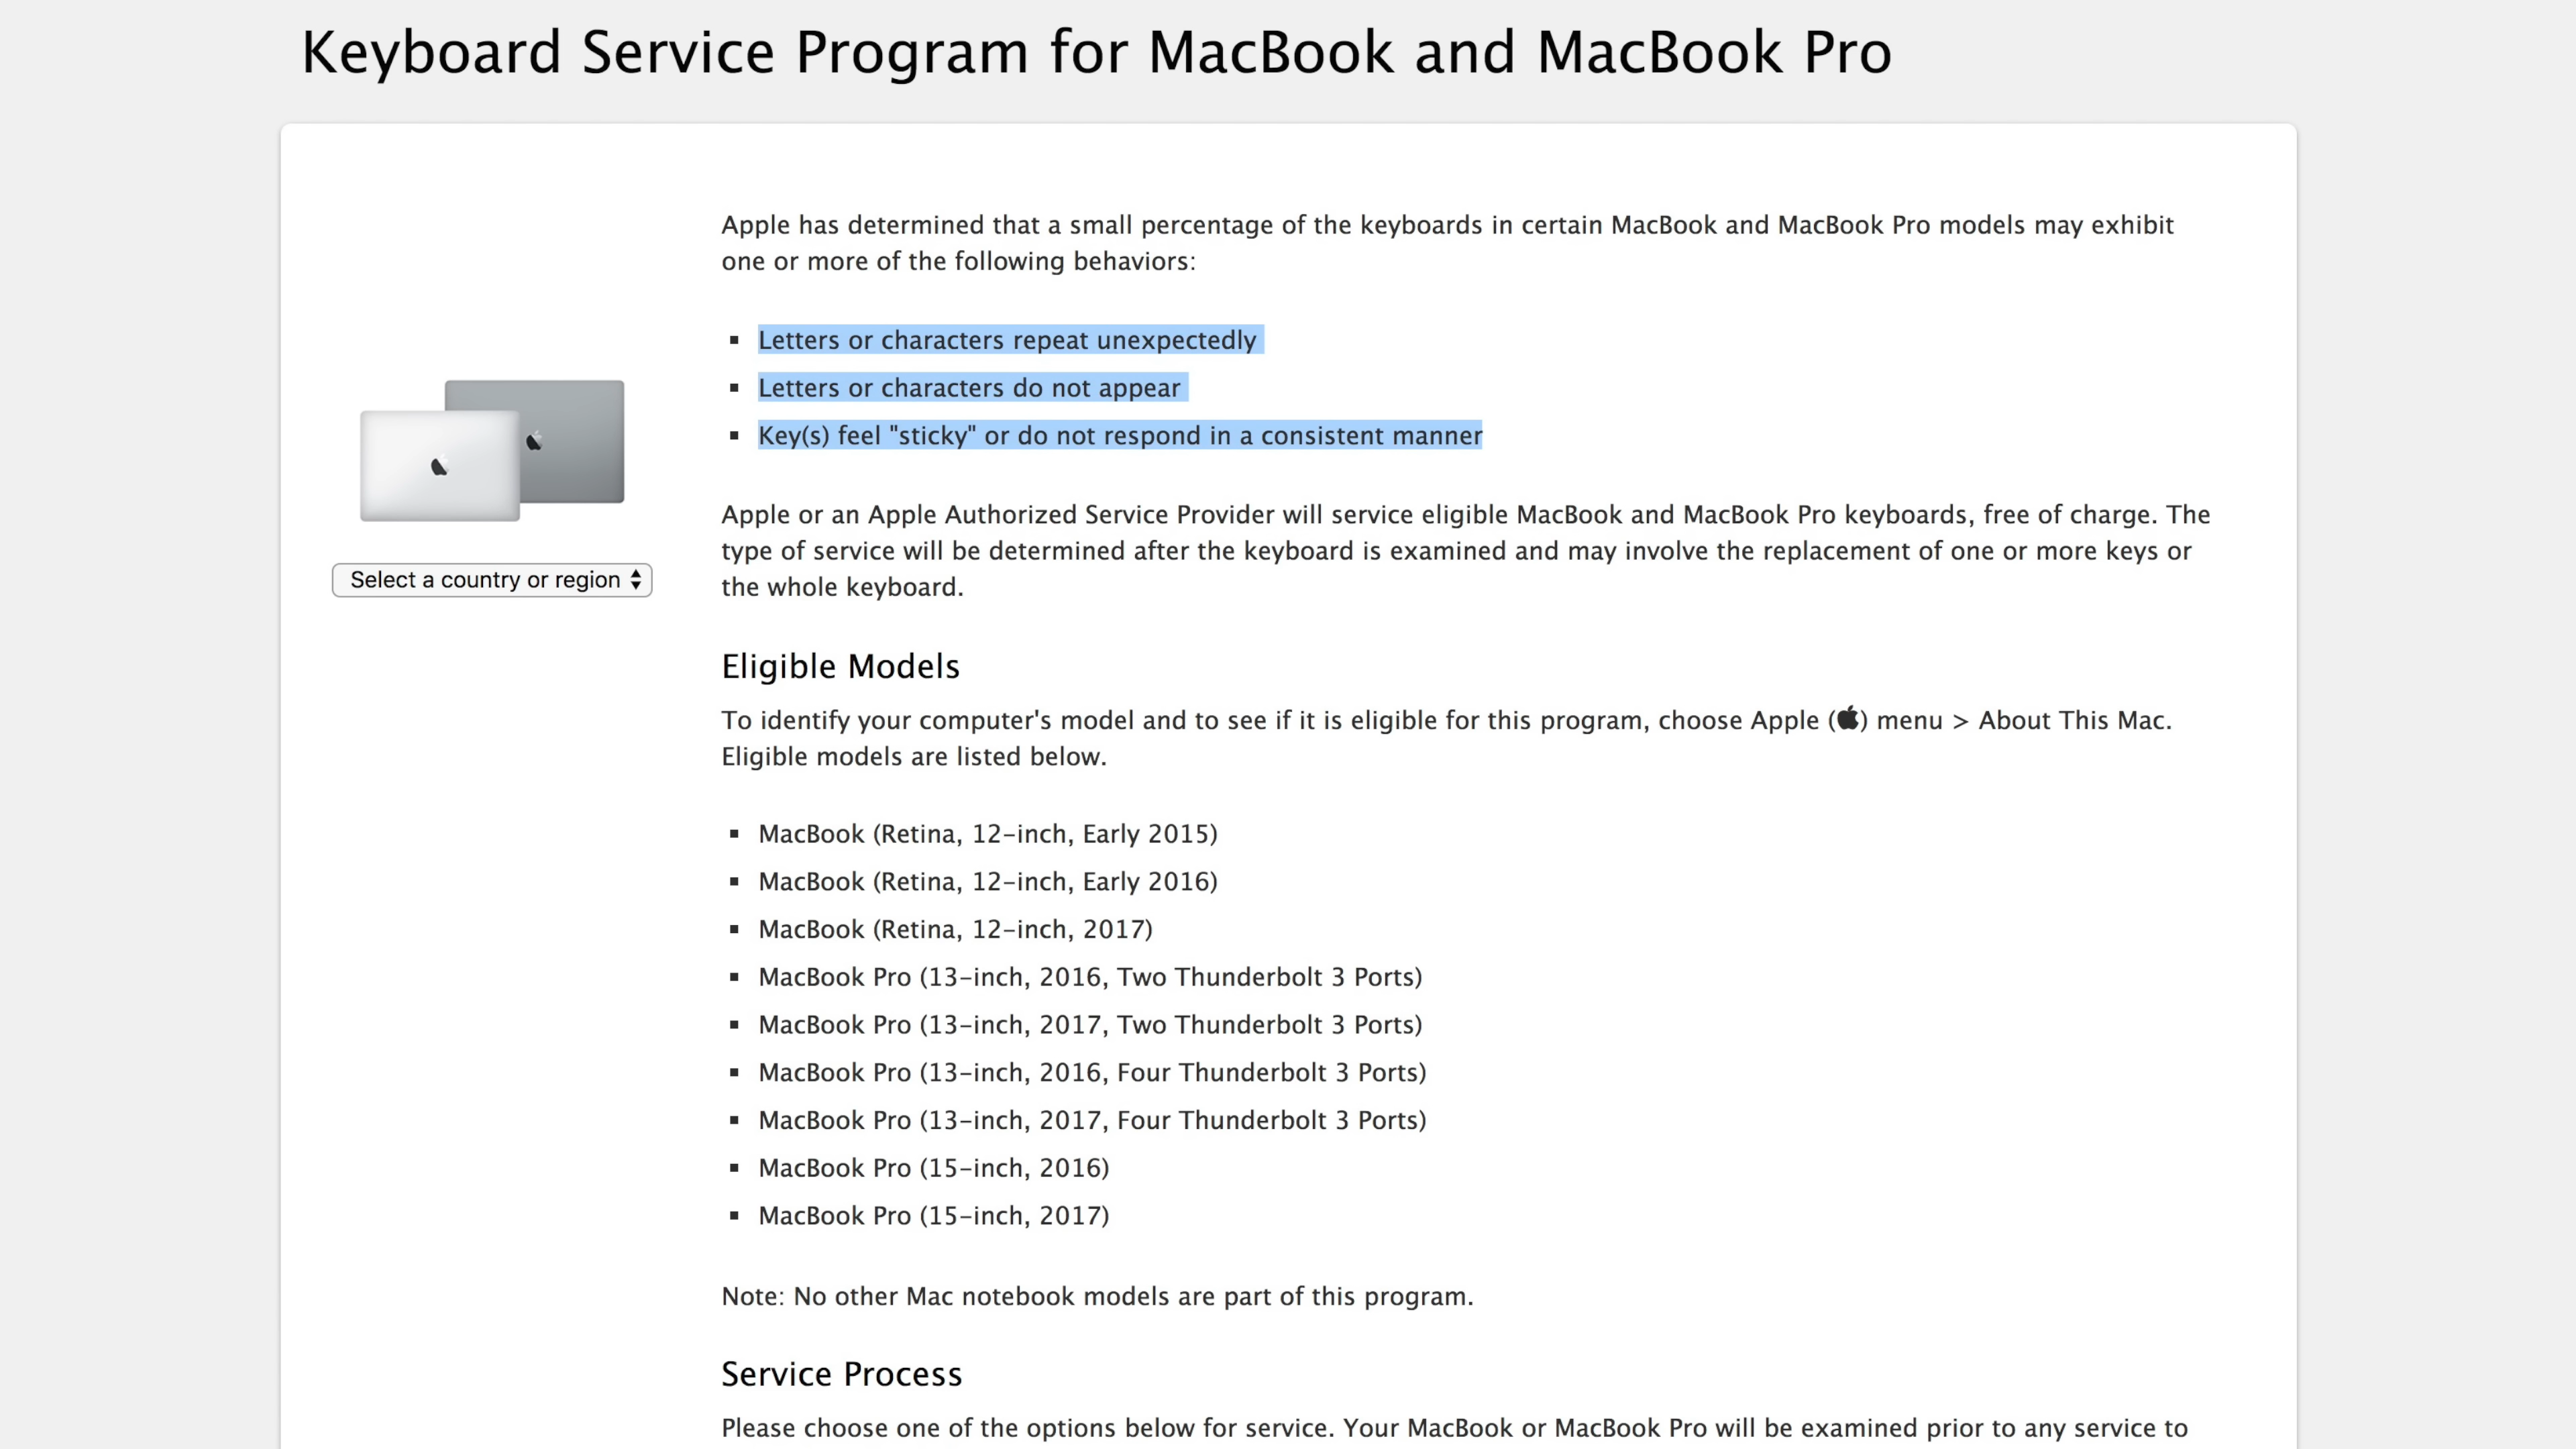 Keyboard Service Program for MacBook and MacBook Pro
Apple has determined that a small percentage of the keyboards in certain MacBook and MacBook Pro models may exhibit
one or more of the following behaviors:
Letters or characters repeat unexpectedly
Letters or characters do not appear
Key(s) feel "sticky" or do not respond in a consistent manner
Select a country or region
Apple or an Apple Authorized Service Provider will service eligible MacBook and MacBook Pro keyboards, free of charge. The
type of service will be determined after the keyboard is examined and may involve the replacement of one or more keys or
the whole keyboard.
Eligible Models
To identify your computer's model and to see if it is eligible for this program, choose Apple () menu > About This Mac.
Eligible models are listed below.
MacBook (Retina, 12-inch, Early 2015)
MacBook (Retina, 12-inch, Early 2016)
MacBook (Retina, 12-inch, 2017)
MacBook Pro (13-inch, 2016, Two Thunderbolt 3 Ports)
MacBook Pro (13-inch, 2017, Two Thunderbolt 3 Ports)
MacBook Pro (13-inch, 2016, Four Thunderbolt 3 Ports)
MacBook Pro (13-inch, 2017, Four Thunderbolt 3 Ports)
MacBook Pro (15-inch, 2016)
MacBook Pro (15-inch, 2017)
Note: No other Mac notebook models are part of this program.
Service Process
Please choose one of the options below for service. Your MacBook or MacBook Pro will be examined prior to any service to